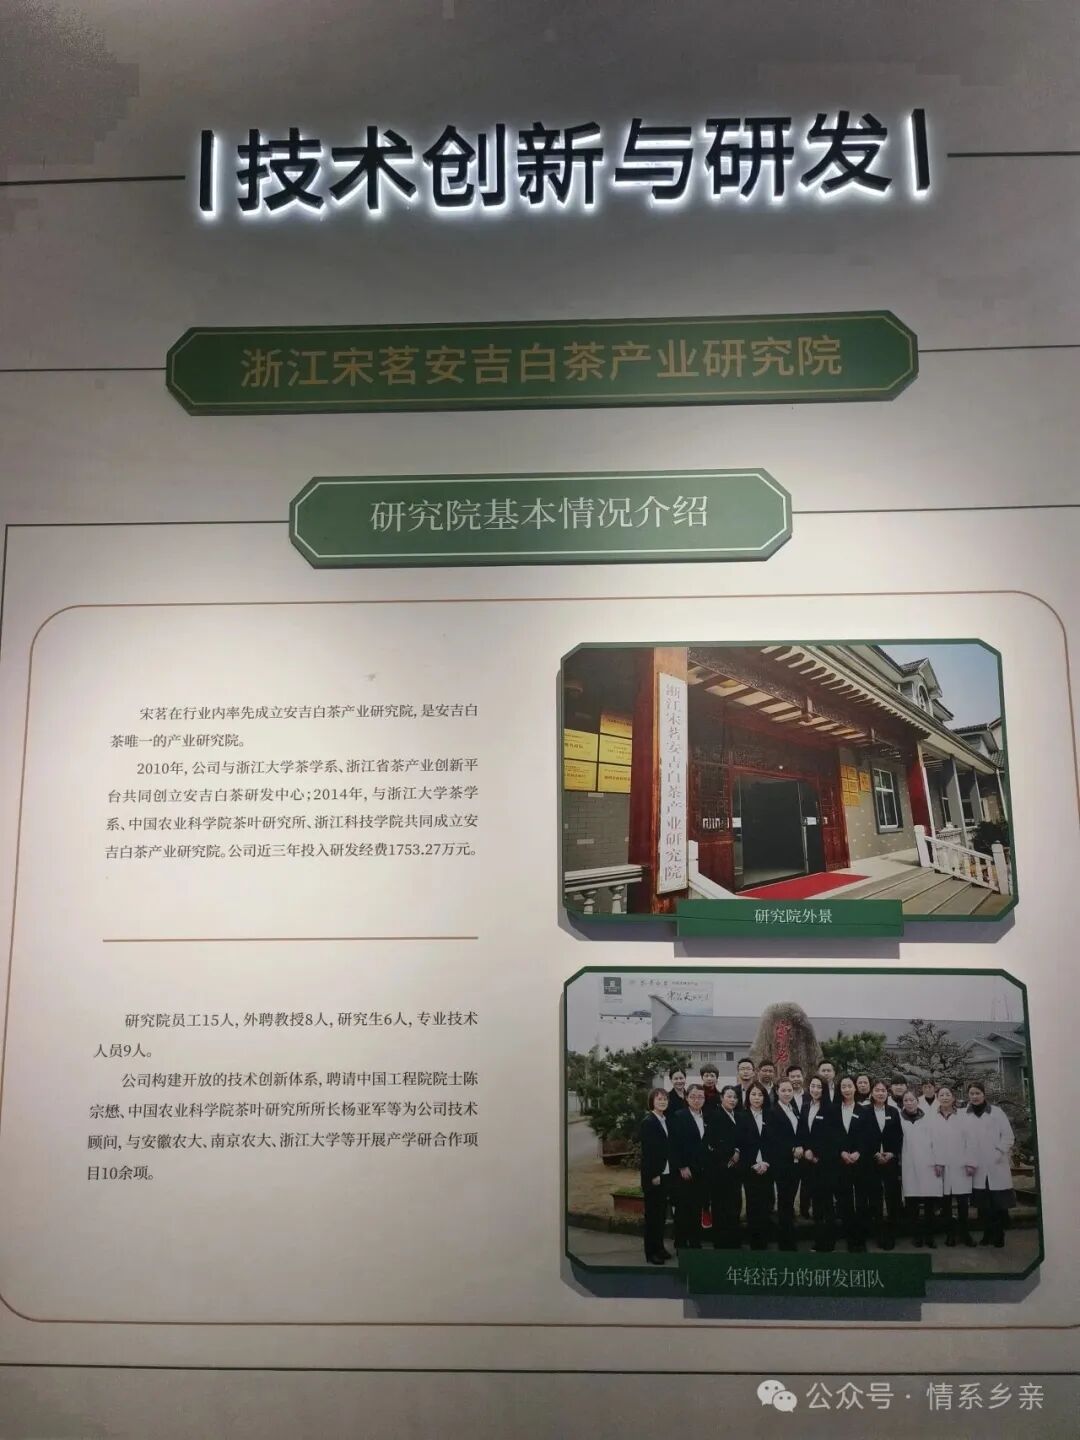 技术创新与研发
浙江宋茗安吉白茶产业研究院
研究院基本情况介绍
宋茗在行业内率先成立安吉白茶产业研究院,是安吉白
茶唯一的产业研究院。
2010年,公司与浙江大学茶学系、浙江省茶产业创新平
台共同创立安吉白茶研发中心;2014年,与浙江大学茶学
系、中国农业科学院茶叶研究所、浙江科技学院共同成立安
吉白茶产业研究院。公司近三年投入研发经费1753.27万元。
浙江宋茗安吉白茶产业研究院
研究院外景
研究院员工15人,外聘教授8人,研究生6人,专业技术
人员9人。
公司构建开放的技术创新体系,聘请中国工程院院士陈
宗懋、中国农业科学院茶叶研究所所长杨亚军等为公司技术
顾问,与安徽农大、南京农大、浙江大学等开展产学研合作项
目10余项。
年轻活力的研发团队
公众号·情系乡亲